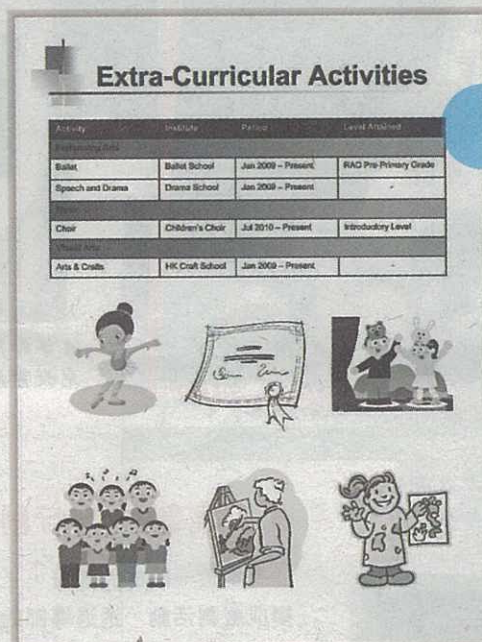 Extra-Curricular Activities
Activity Institute Period Level Attained
Performing Arts
Ballet Ballet School Jan 2009 – Present RAD Pre-Primary Grade
Speech and Drama Drama School Jan 2009 – Present -
Choir Children's Choir Jul 2010 – Present Introductory Level
Visual Arts
Arts & Crafts HK Craft School Jan 2009 – Present -